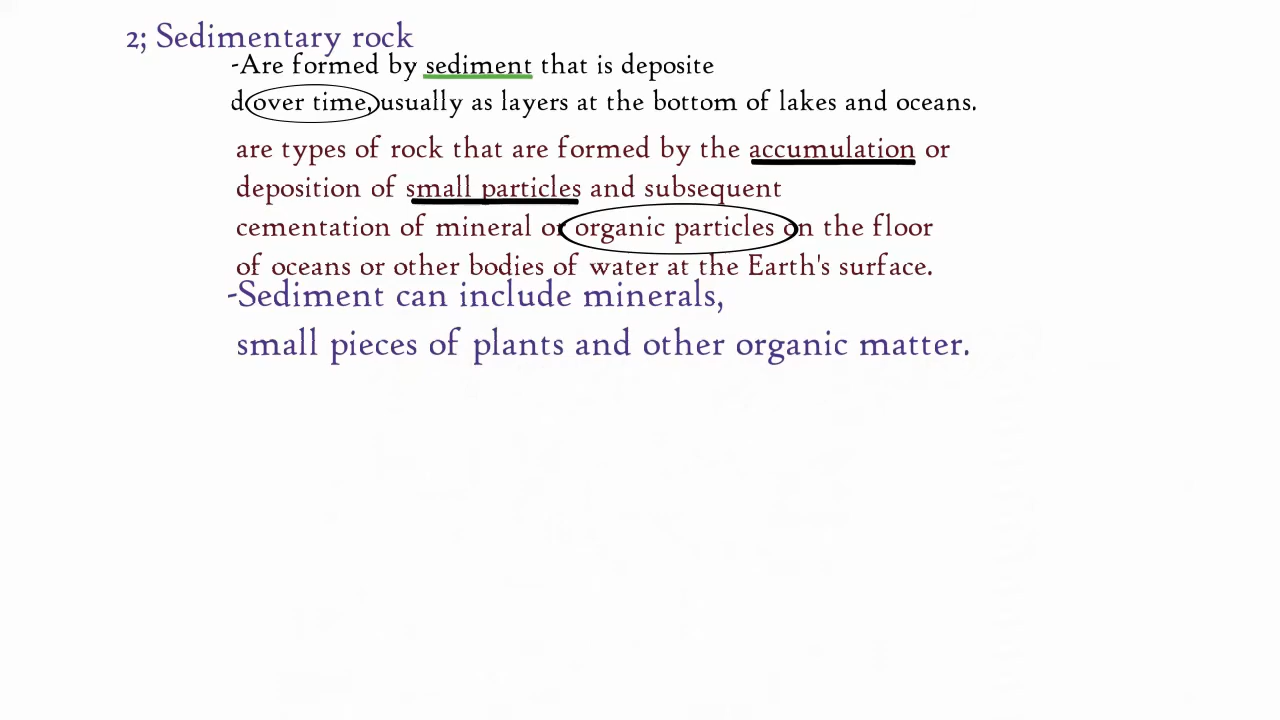 2; Sedimentary rock
-Are formed by sediment that is deposite
d over time, usually as layers at the bottom of lakes and oceans.
are types of rock that are formed by the accumulation or
deposition of small particles and subsequent
cementation of mineral or organic particles on the floor
of oceans or other bodies of water at the Earth's surface.
-Sediment can include minerals,
small pieces of plants and other organic matter.